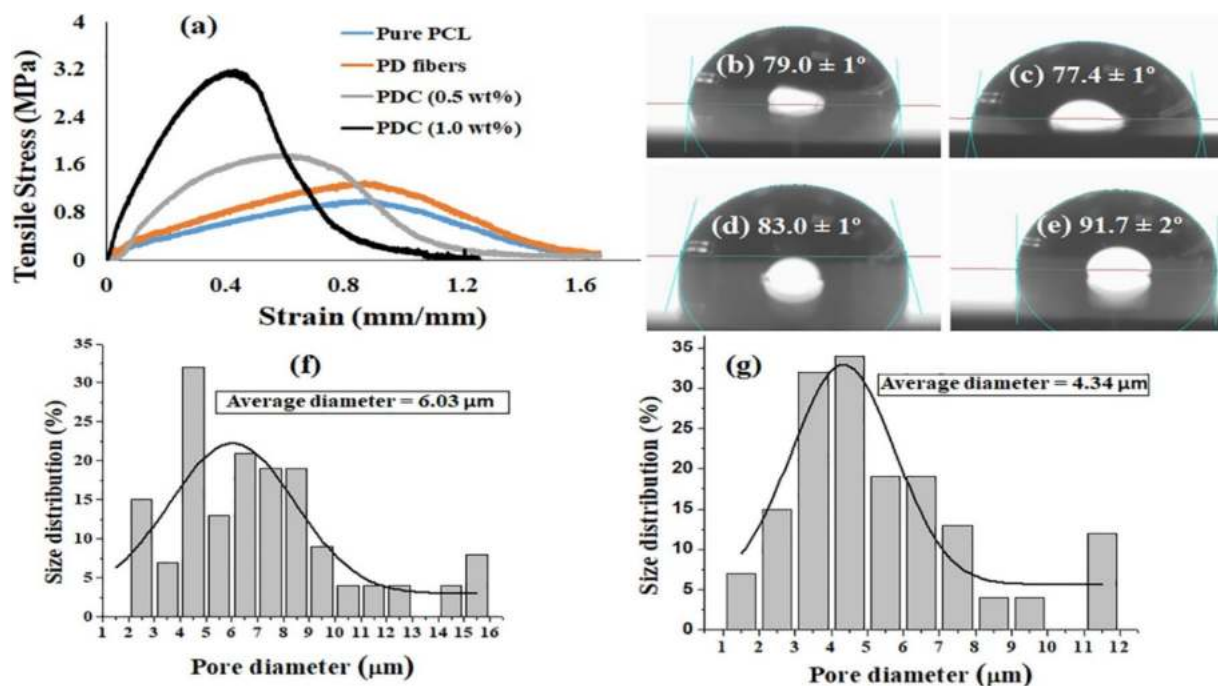 (a)
Tensile Stress (MPa)
4
3.2
2.4
1.6
0.8
0
Pure PCL
PD fibers
PDC (0.5 wt%)
PDC (1.0 wt%)
0 0.4 0.8 1.2 1.6
Strain (mm/mm)
(b) 79.0 ± 1°
(c) 77.4 ± 1°
(d) 83.0 ± 1°
(e) 91.7 ± 2°
(f)
Average diameter = 6.03 μm
Size distribution (%)
35
30
25
20
15
10
5
0
1 2 3 4 5 6 7 8 9 10 11 12 13 14 15 16
Pore diameter (μm)
(g)
Average diameter = 4.34 μm
Size distribution (%)
35
30
25
20
15
10
5
0
1 2 3 4 5 6 7 8 9 10 11 12
Pore diameter (μm)